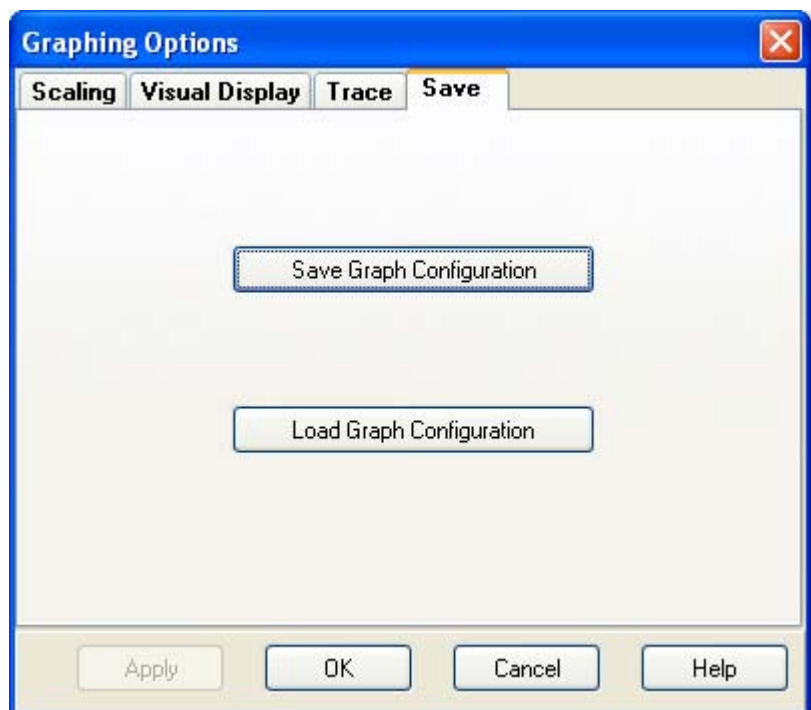 Graphing Options
Scaling Visual Display Trace Save
Save Graph Configuration
Load Graph Configuration
Apply OK Cancel Help